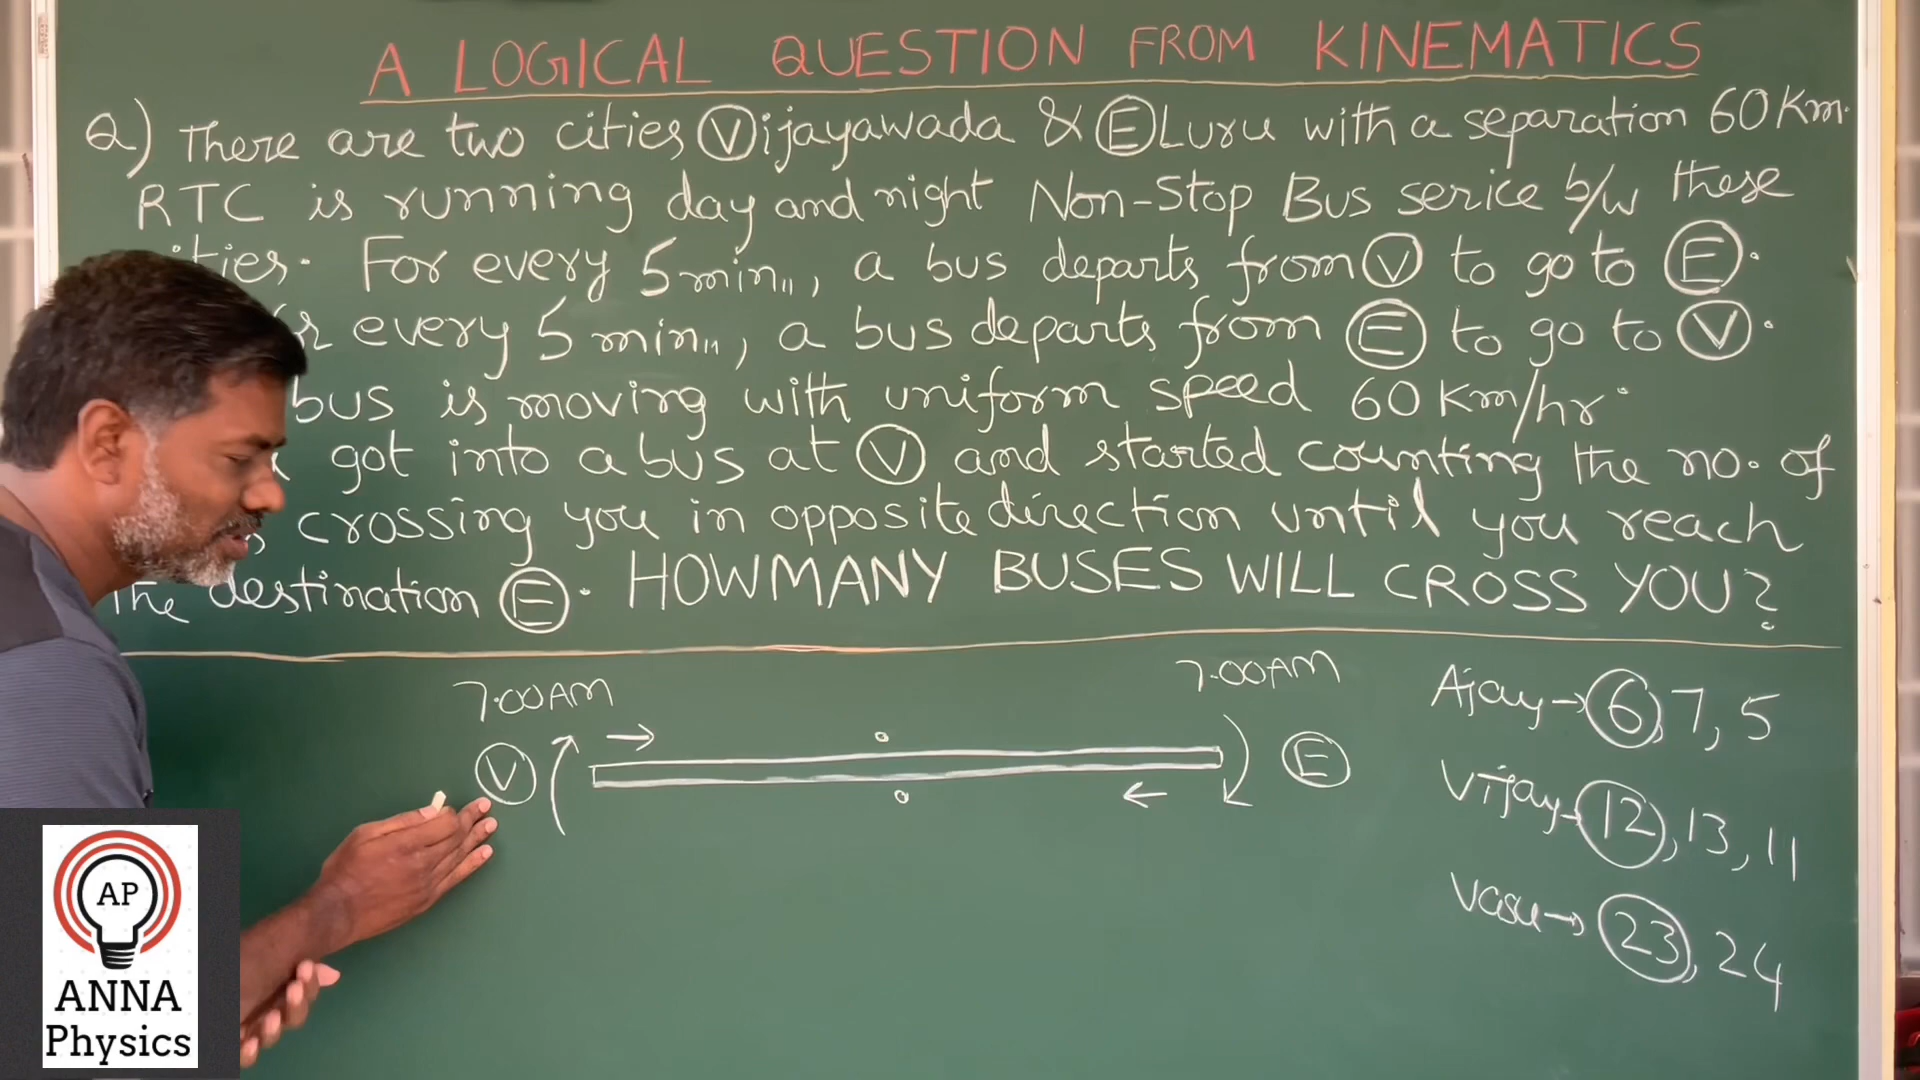 A LOGICAL QUESTION FROM KINEMATICS
Q) There are two cities Vijayawada & ELuru with a separation 60 Km.
RTC is running day and night Non-Stop Bus serice b/w these
ties. For every 5 min, a bus departs from V to go to E.
r every 5 min, a bus departs from E to go to V.
bus is moving with uniform speed 60 Km/hr.
got into a bus at V and started counting the no. of
crossing you in opposite direction until you reach
The destination E. HOWMANY BUSES WILL CROSS YOU?
7.00AM 7.00AM
V → ← E
Ajay → 6, 7, 5
Vijay → 12, 13, 11
Vasu → 23, 24
AP
ANNA
Physics